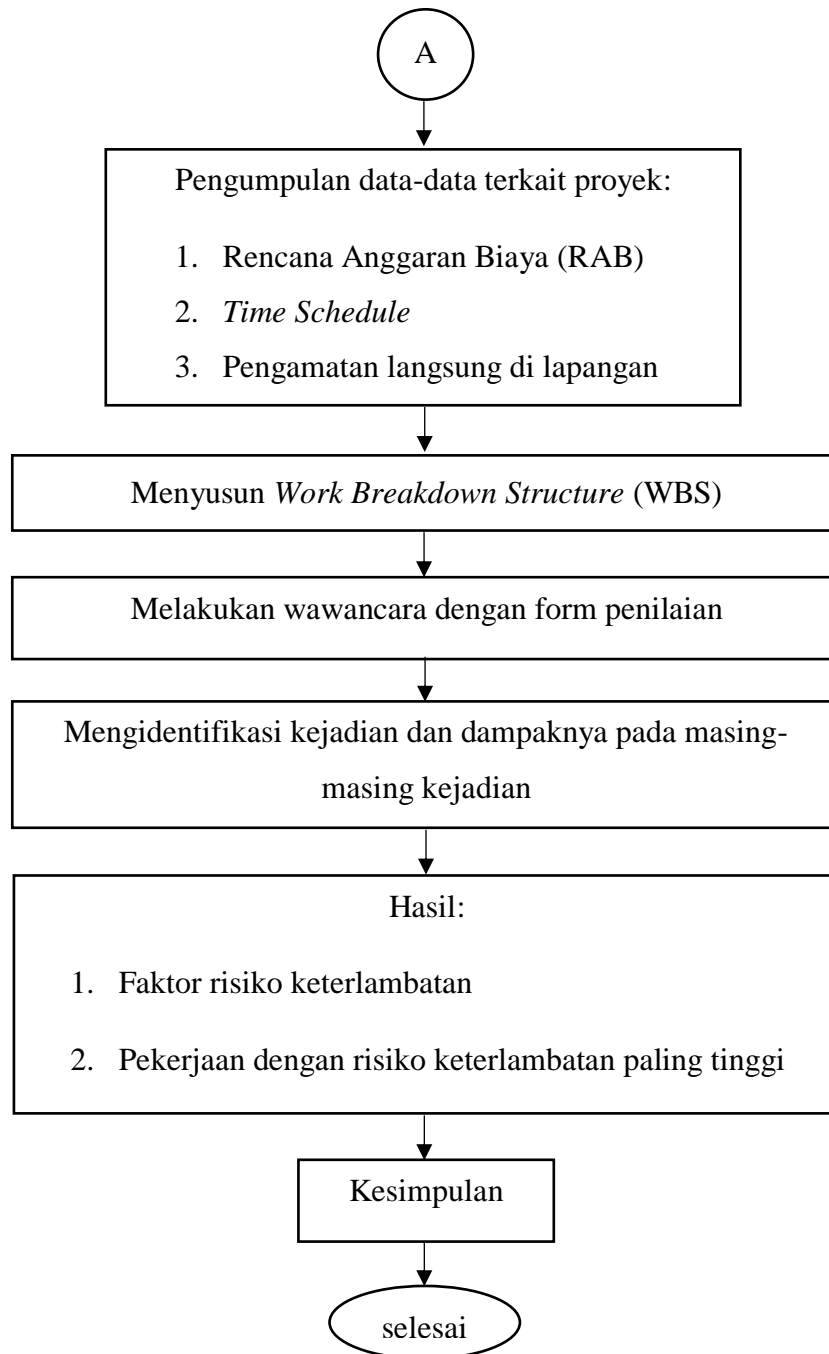 A
Pengumpulan data-data terkait proyek:
1. Rencana Anggaran Biaya (RAB)
2. Time Schedule
3. Pengamatan langsung di lapangan
Menyusun Work Breakdown Structure (WBS)
Melakukan wawancara dengan form penilaian
Mengidentifikasi kejadian dan dampaknya pada masing-
masing kejadian
Hasil:
1. Faktor risiko keterlambatan
2. Pekerjaan dengan risiko keterlambatan paling tinggi
Kesimpulan
selesai